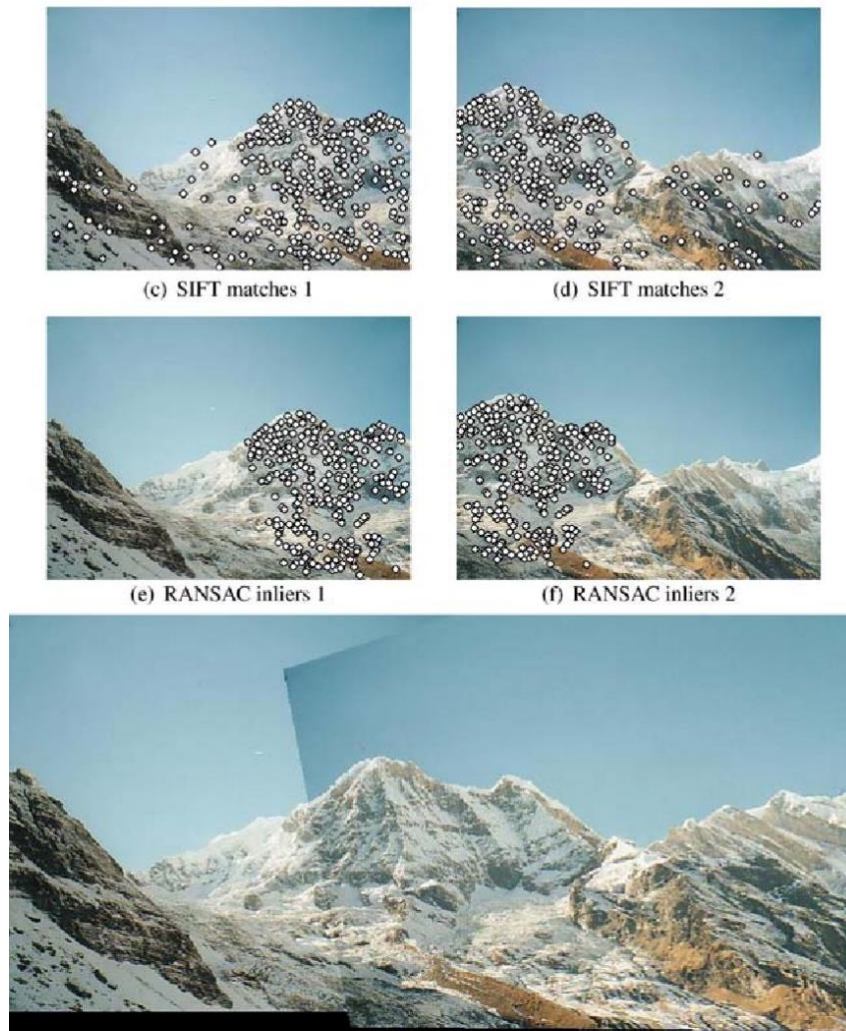 (c) SIFT matches 1
(d) SIFT matches 2
(e) RANSAC inliers 1
(f) RANSAC inliers 2